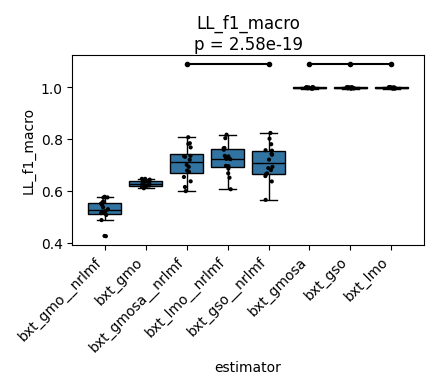 LL_f1_macro
p = 2.58e-19
LL_f1_macro
1.0
0.8
0.6
0.4
bxt_gmo__nrlmf
bxt_gmo
bxt_gmosa__nrlmf
bxt_lmo__nrlmf
bxt_gso__nrlmf
bxt_gmosa
bxt_gso
bxt_lmo
estimator